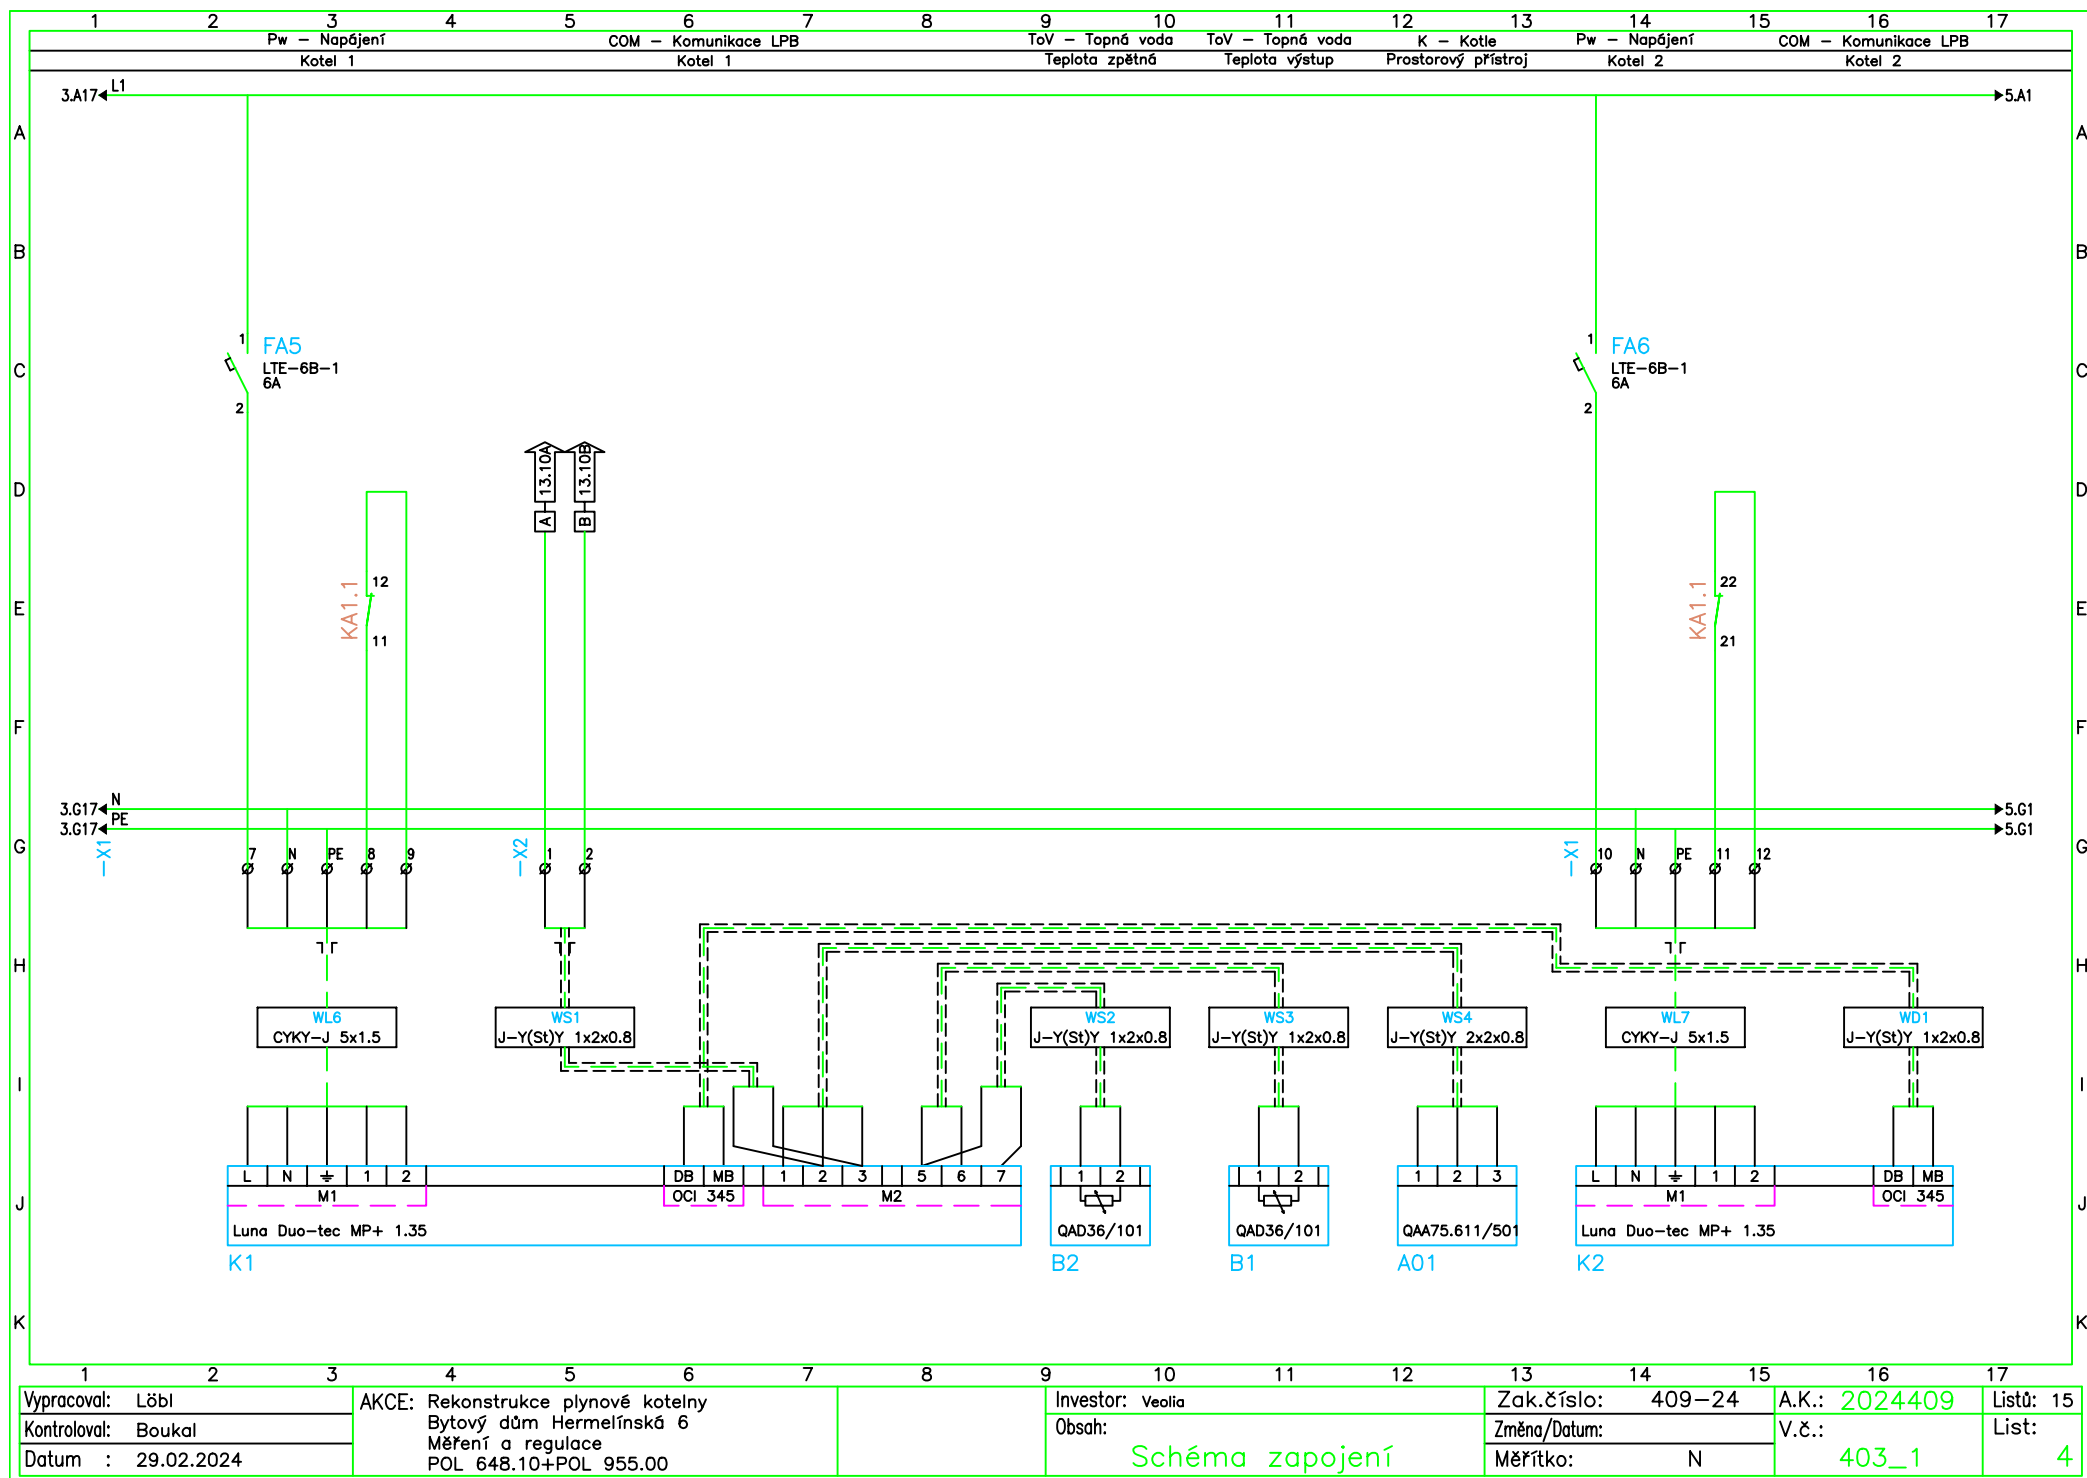 1 2 3 4 5 6 7 8 9 10 11 12 13 14 15 16 17
Pw – Napájení COM – Komunikace LPB ToV – Topná voda ToV – Topná voda K – Kotle Pw – Napájení COM – Komunikace LPB
Kotel 1 Kotel 1 Teplota zpětná Teplota výstup Prostorový přístroj Kotel 2 Kotel 2
3.A17 L1 5.A1
A A
B B
1 FA5 1 FA6
C LTE–6B–1 LTE–6B–1 C
6A 6A
2 2
13.10A 13.10B
D D
A B
KA1.1 12 KA1.1 22
E E
11 21
F F
3.G17 N 5.G1
3.G17 PE 5.G1
G G
–X1 7 N PE 8 9 –X2 1 2 –X1 10 N PE 11 12
H H
WL6 WS1 WS2 WS3 WS4 WL7 WD1
CYKY–J 5x1.5 J–Y(St)Y 1x2x0.8 J–Y(St)Y 1x2x0.8 J–Y(St)Y 1x2x0.8 J–Y(St)Y 2x2x0.8 CYKY–J 5x1.5 J–Y(St)Y 1x2x0.8
I I
L N 1 2 DB MB 1 2 3 5 6 7 1 2 1 2 1 2 3 L N 1 2 DB MB
M1 OCI 345 M2 M1 OCI 345
J J
Luna Duo–tec MP+ 1.35 QAD36/101 QAD36/101 QAA75.611/501 Luna Duo–tec MP+ 1.35
K1 B2 B1 A01 K2
K K
1 2 3 4 5 6 7 8 9 10 11 12 13 14 15 16 17
Vypracoval: Löbl
Kontroloval: Boukal
Datum : 29.02.2024
AKCE: Rekonstrukce plynové kotelny
Bytový dům Hermelínská 6
Měření a regulace
POL 648.10+POL 955.00
Investor: Veolia
Obsah:
Schéma zapojení
Zak.číslo: 409–24
Změna/Datum:
Měřítko: N
A.K.: 2024409
V.č.:
403_1
Listů: 15
List:
4